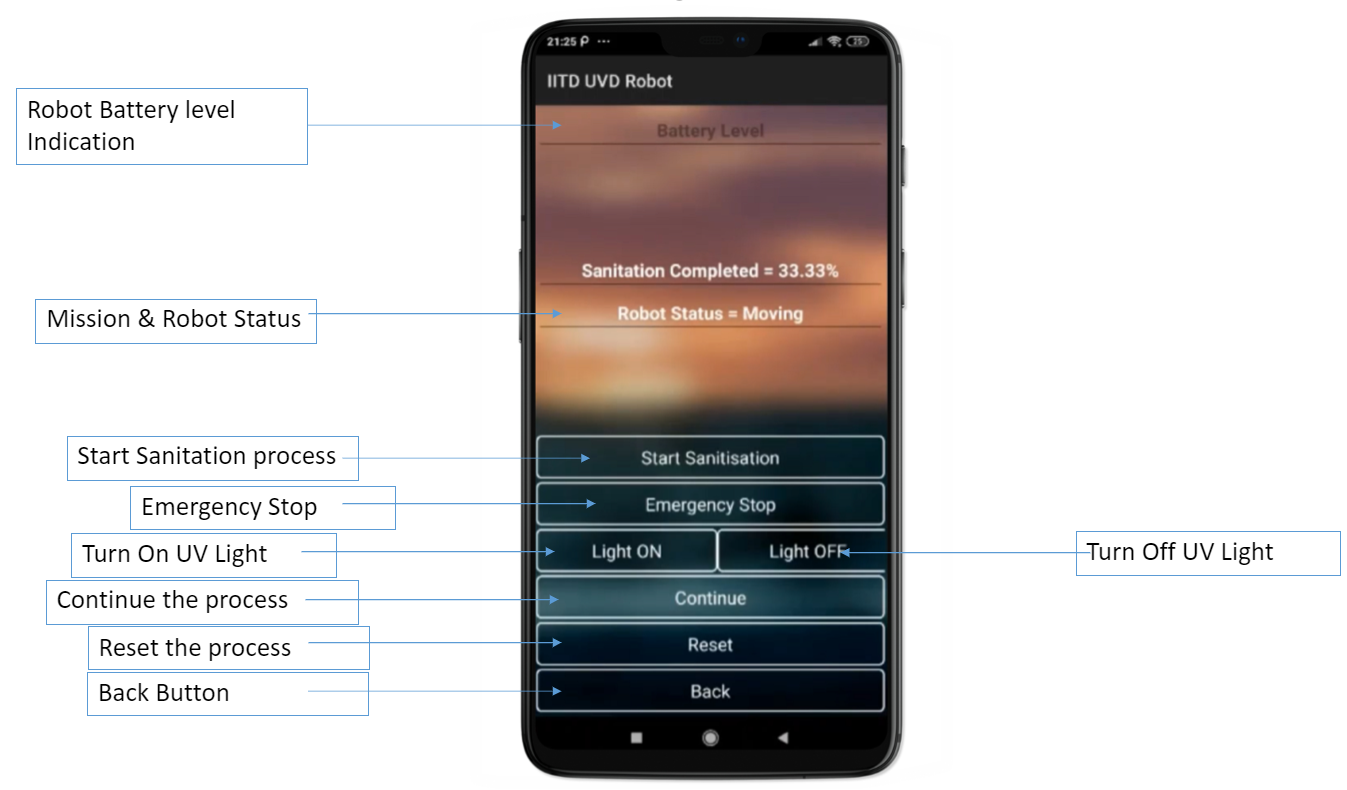 21:25
25
IITD UVD Robot
Robot Battery level
Indication
Battery Level
Sanitation Completed = 33.33%
Mission & Robot Status
Robot Status = Moving
Start Sanitation process
Start Sanitisation
Emergency Stop
Emergency Stop
Turn On UV Light
Light ON
Light OFF
Turn Off UV Light
Continue the process
Continue
Reset the process
Reset
Back Button
Back